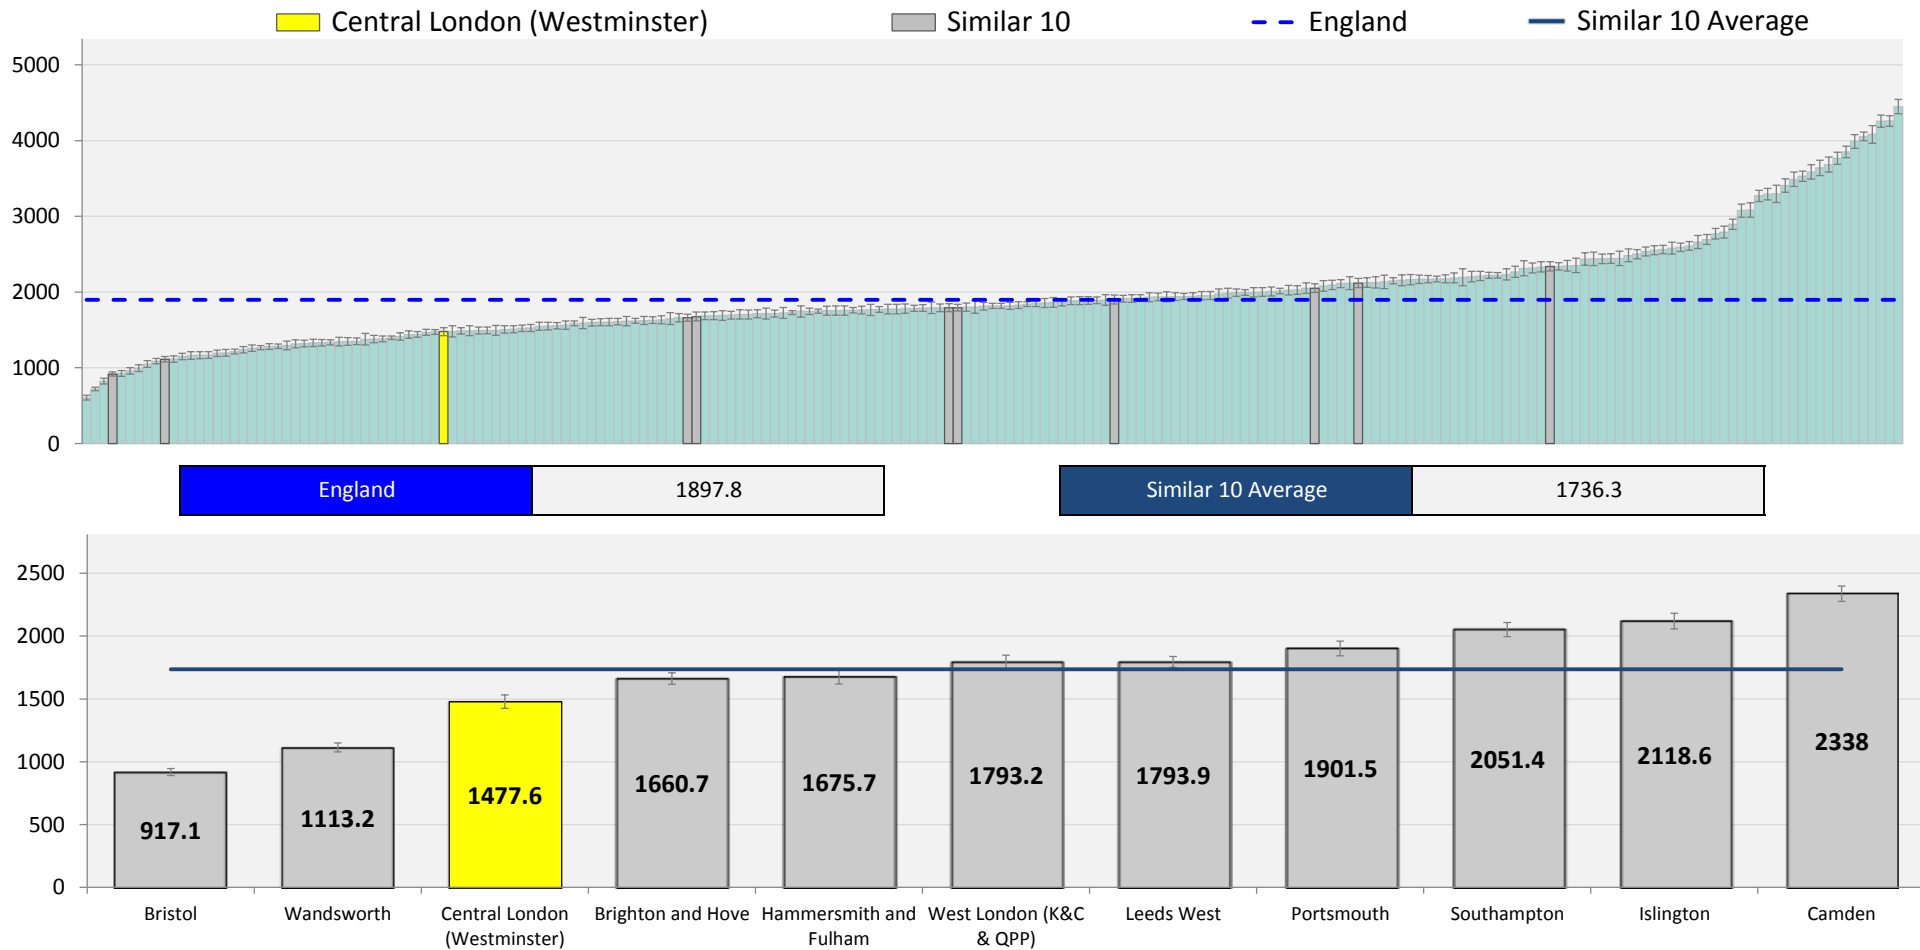 Central London (Westminster) Similar 10 England Similar 10 Average
5000
4000
3000
2000
1000
0
England 1897.8 Similar 10 Average 1736.3
2500
2000
1500
1000
500
0
917.1 1113.2 1477.6 1660.7 1675.7 1793.2 1793.9 1901.5 2051.4 2118.6 2338
Bristol Wandsworth Central London Brighton and Hove Hammersmith and West London (K&C Leeds West Portsmouth Southampton Islington Camden
(Westminster) Fulham & QPP)